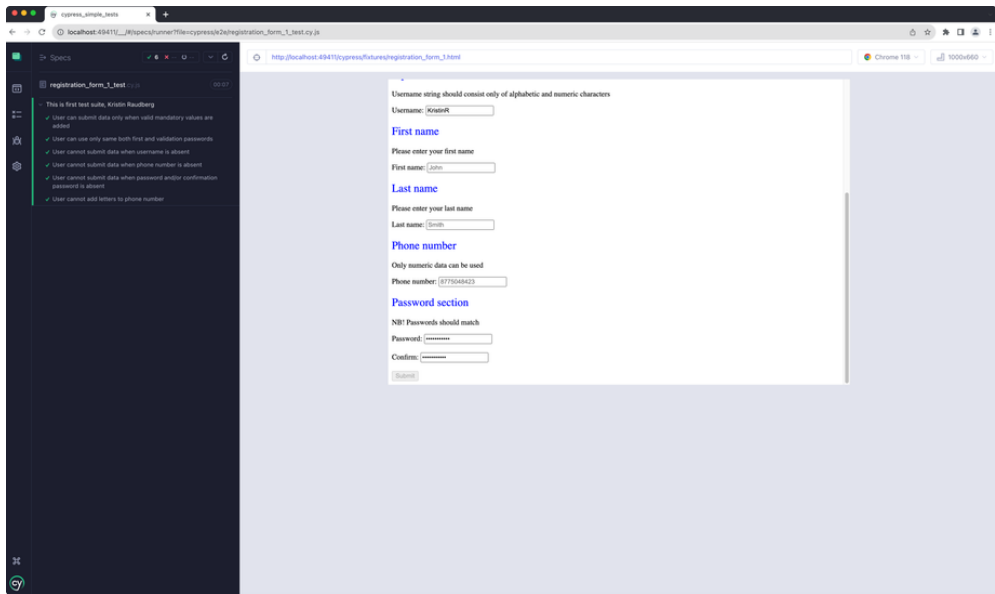 cypress_simple_tests
localhost:49411/__/#/specs/runner?file=cypress/e2e/registration_form_1_test.cy.js
Specs
6
--
--
http://localhost:49411/cypress/fixtures/registration_form_1.html
Chrome 118
1000x660
registration_form_1_test.cy.js
00:07
This is first test suite, Kristin Raudberg
User can submit data only when valid mandatory values are
added
User can use only same both first and validation passwords
User cannot submit data when username is absent
User cannot submit data when phone number is absent
User cannot submit data when password and/or confirmation
password is absent
User cannot add letters to phone number
Username string should consist only of alphabetic and numeric characters
Username: KristinR
First name
Please enter your first name
First name: John
Last name
Please enter your last name
Last name: Smith
Phone number
Only numeric data can be used
Phone number: 8775048423
Password section
NB! Passwords should match
Password: ••••••••••
Confirm: ••••••••••
Submit
cy